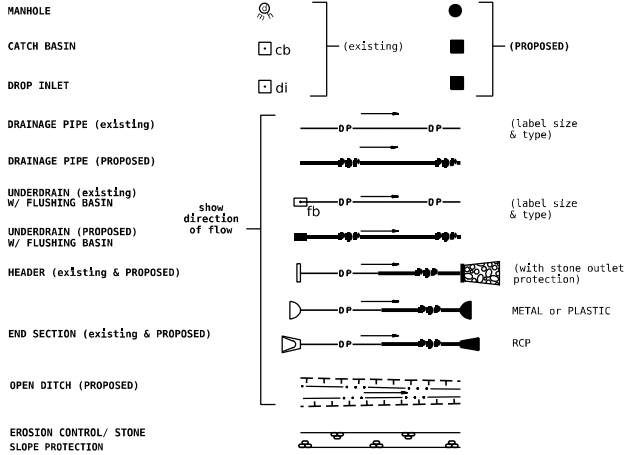 MANHOLE
d
CATCH BASIN
cb
(existing)
(PROPOSED)
DROP INLET
di
DRAINAGE PIPE (existing)
DP DP
(label size
& type)
DRAINAGE PIPE (PROPOSED)
UNDERDRAIN (existing)
W/ FLUSHING BASIN
fb
DP DP
(label size
& type)
show
direction
of flow
UNDERDRAIN (PROPOSED)
W/ FLUSHING BASIN
HEADER (existing & PROPOSED)
DP
(with stone outlet
protection)
DP
METAL or PLASTIC
END SECTION (existing & PROPOSED)
DP
RCP
OPEN DITCH (PROPOSED)
EROSION CONTROL/ STONE
SLOPE PROTECTION